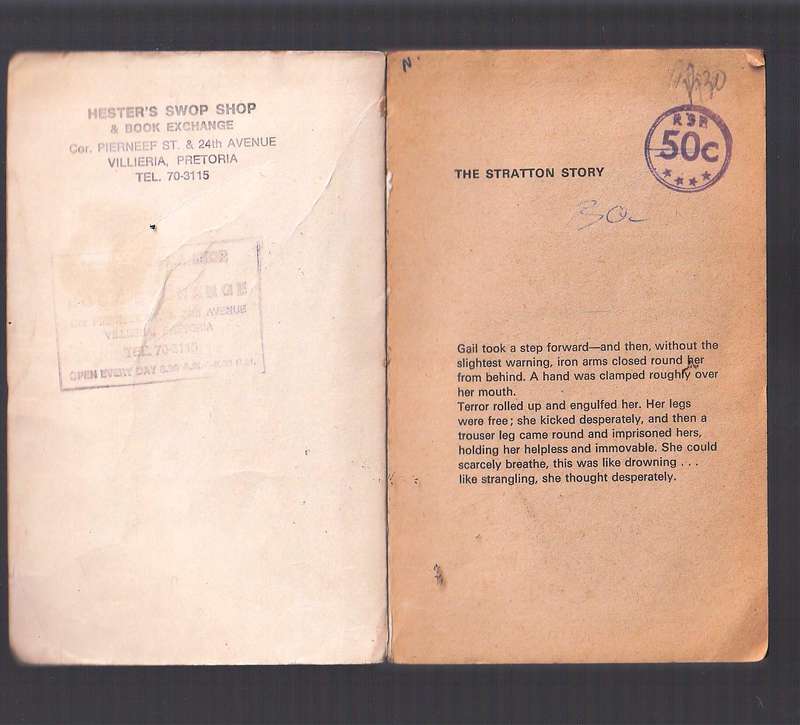 HESTER'S SWOP SHOP
& BOOK EXCHANGE
Cor. PIERNEEF ST. & 24th AVENUE
VILLIERIA, PRETORIA
TEL. 70-3115
AVENUE
VILLIERIA, PRETORIA
TEL. 70-3115
OPEN EVERY DAY
N
50c
THE STRATTON STORY
30c
Gail took a step forward—and then, without the
slightest warning, iron arms closed round her
from behind. A hand was clamped roughly over
her mouth.
Terror rolled up and engulfed her. Her legs
were free; she kicked desperately, and then a
trouser leg came round and imprisoned hers,
holding her helpless and immovable. She could
scarcely breathe, this was like drowning . . .
like strangling, she thought desperately.